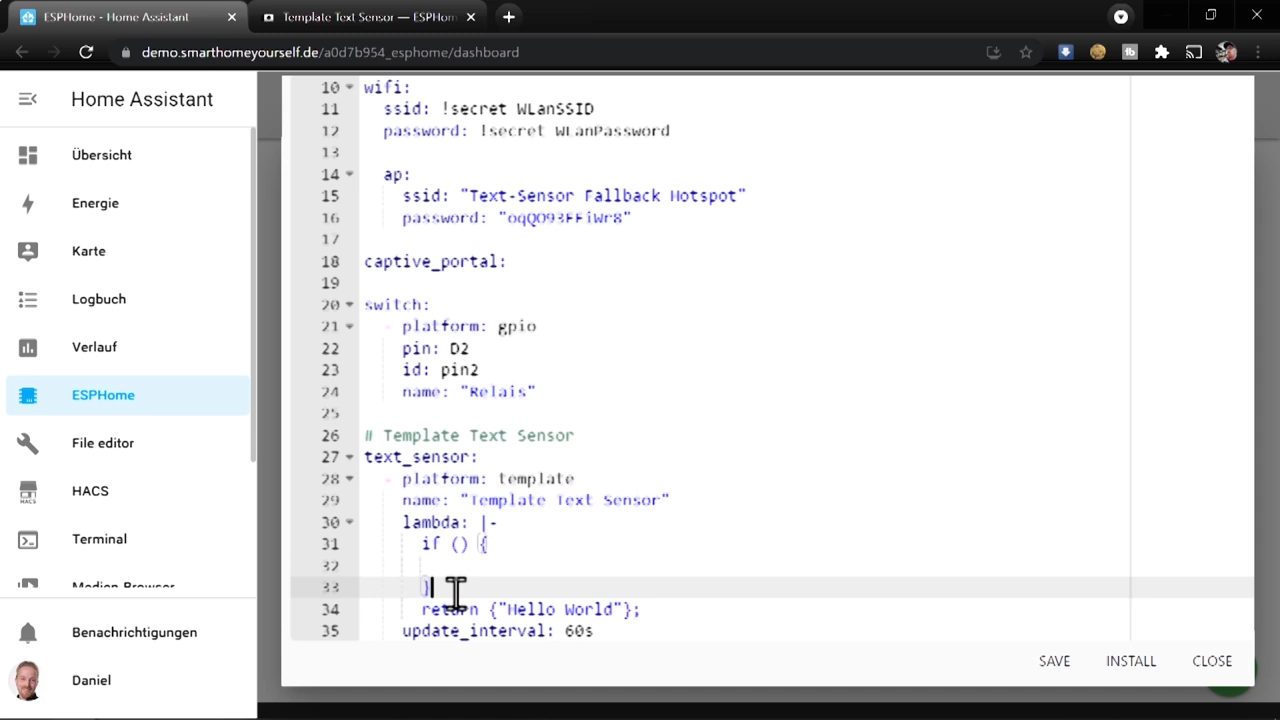 ESPHome - Home Assistant
Template Text Sensor — ESPHom
demo.smarthomeyourself.de/a0d7b954_esphome/dashboard
Home Assistant
Übersicht
Energie
Karte
Logbuch
Verlauf
ESPHome
File editor
HACS
HACS
Terminal
Medien-Browser
Benachrichtigungen
Daniel
10 wifi:
11 ssid: !secret WLanSSID
12 password: !secret WLanPassword
13
14 ap:
15 ssid: "Text-Sensor Fallback Hotspot"
16 password:
17
18 captive_portal:
19
20 switch:
21 - platform: gpio
22 pin: D2
23 id: pin2
24 name: "Relais"
25
26 # Template Text Sensor
27 text_sensor:
28 - platform: template
29 name: "Template Text Sensor"
30 lambda: |-
31 if () {
32
33 }
34 return {"Hello World"};
35 update_interval: 60s
SAVE INSTALL CLOSE